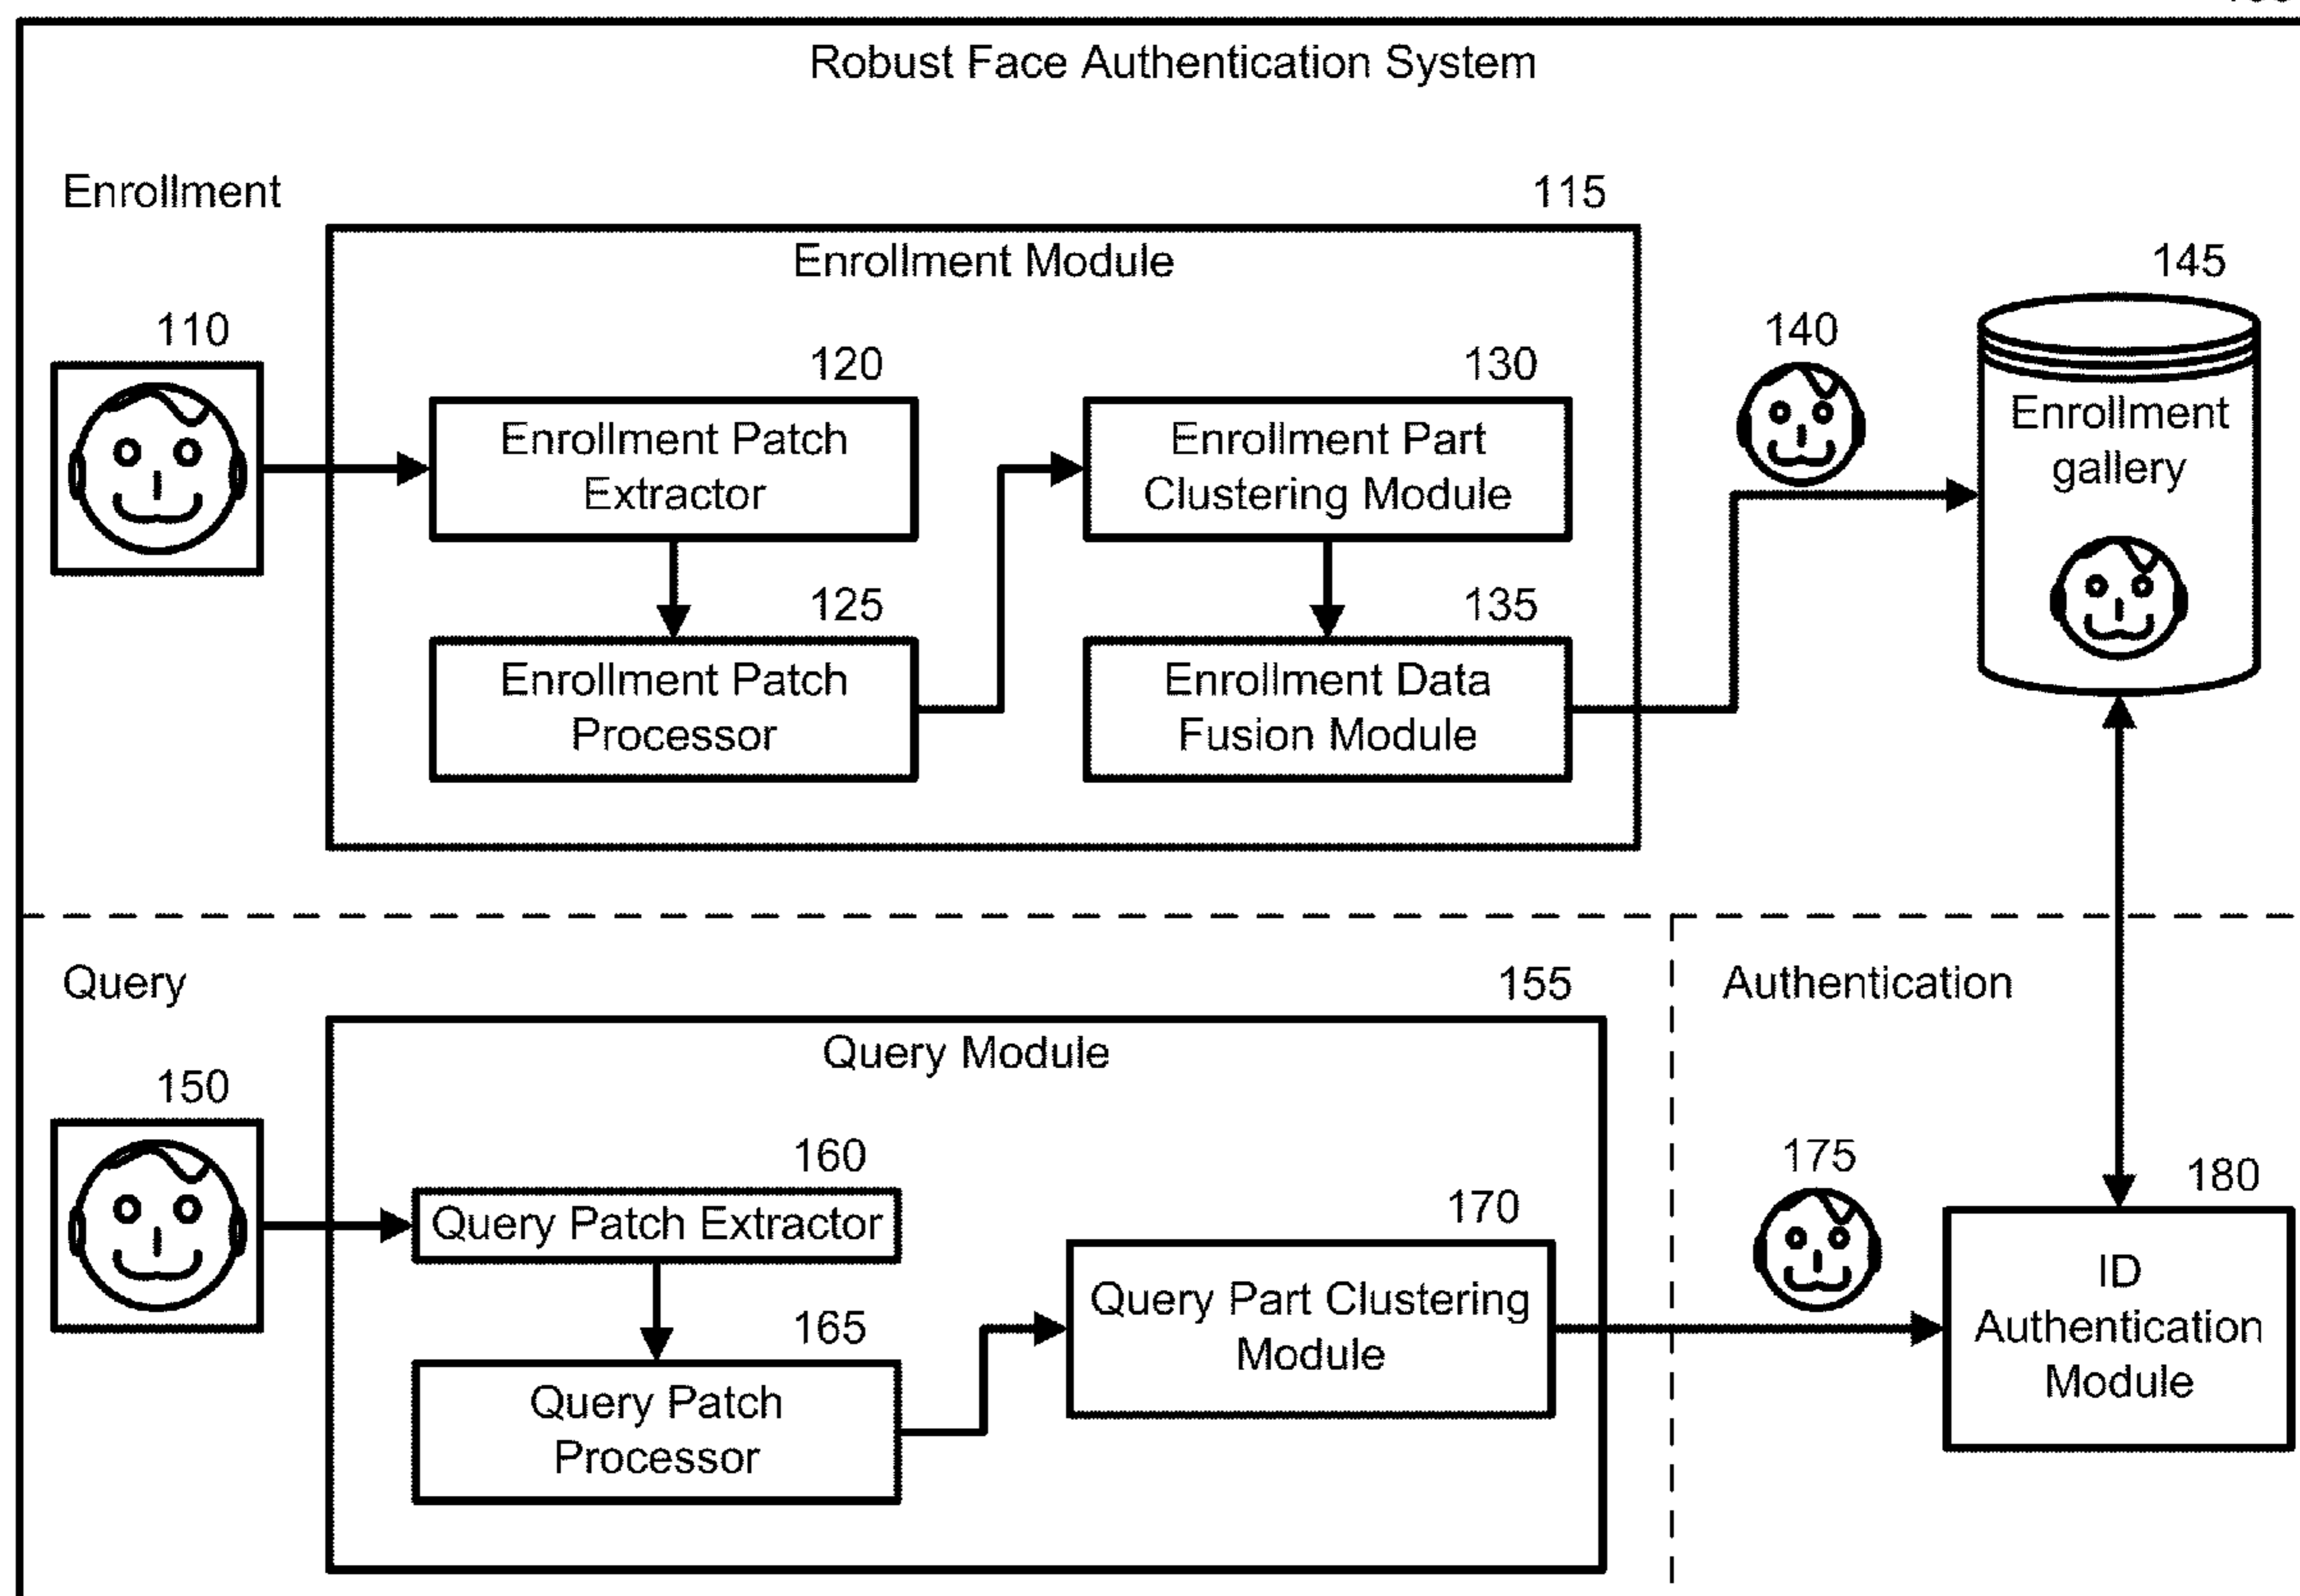 Robust Face Authentication System
Enrollment
115
Enrollment Module
145
110
140
120
130
Enrollment Patch
Extractor
Enrollment Part
Clustering Module
Enrollment
gallery
125
135
Enrollment Patch
Processor
Enrollment Data
Fusion Module
Query
155
Authentication
Query Module
150
160
175
180
Query Patch Extractor
170
165
Query Part Clustering
Module
ID
Authentication
Module
Query Patch
Processor